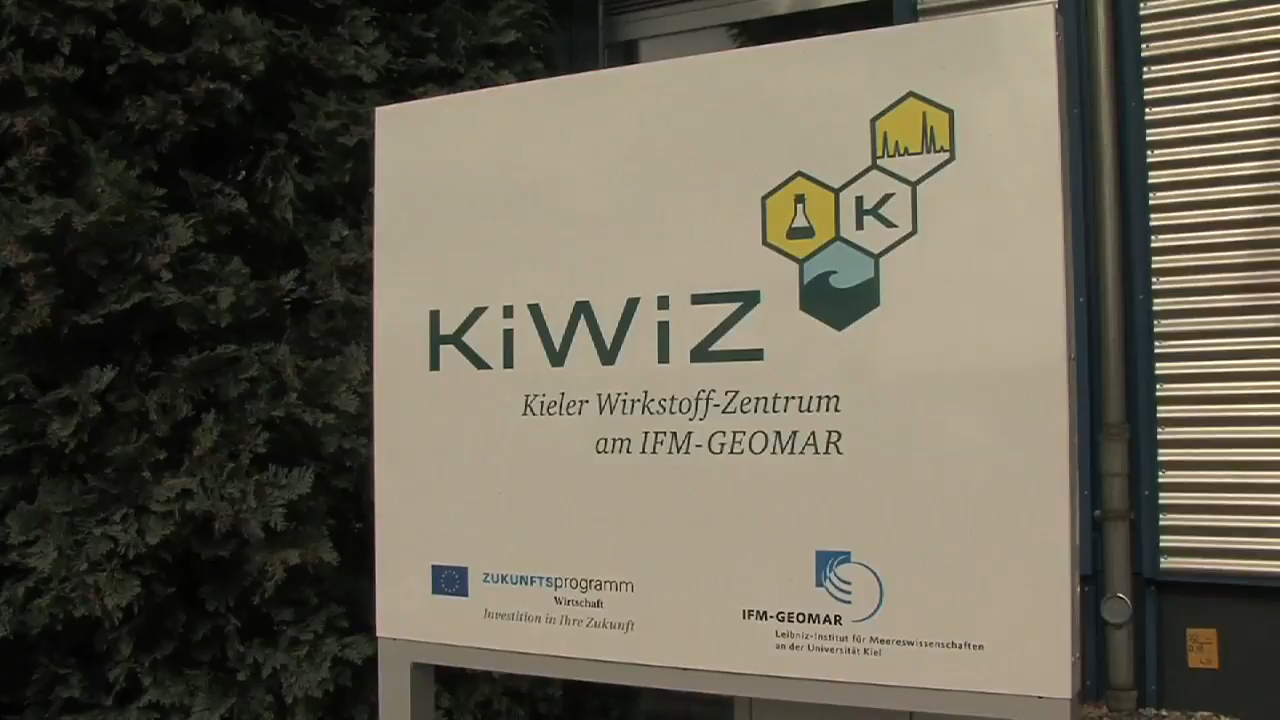 K
KiWiZ
Kieler Wirkstoff-Zentrum
am IFM-GEOMAR
ZUKUNFTSprogramm
Wirtschaft
Investition in Ihre Zukunft
IFM-GEOMAR
Leibniz-Institut für Meereswissenschaften
an der Universität Kiel